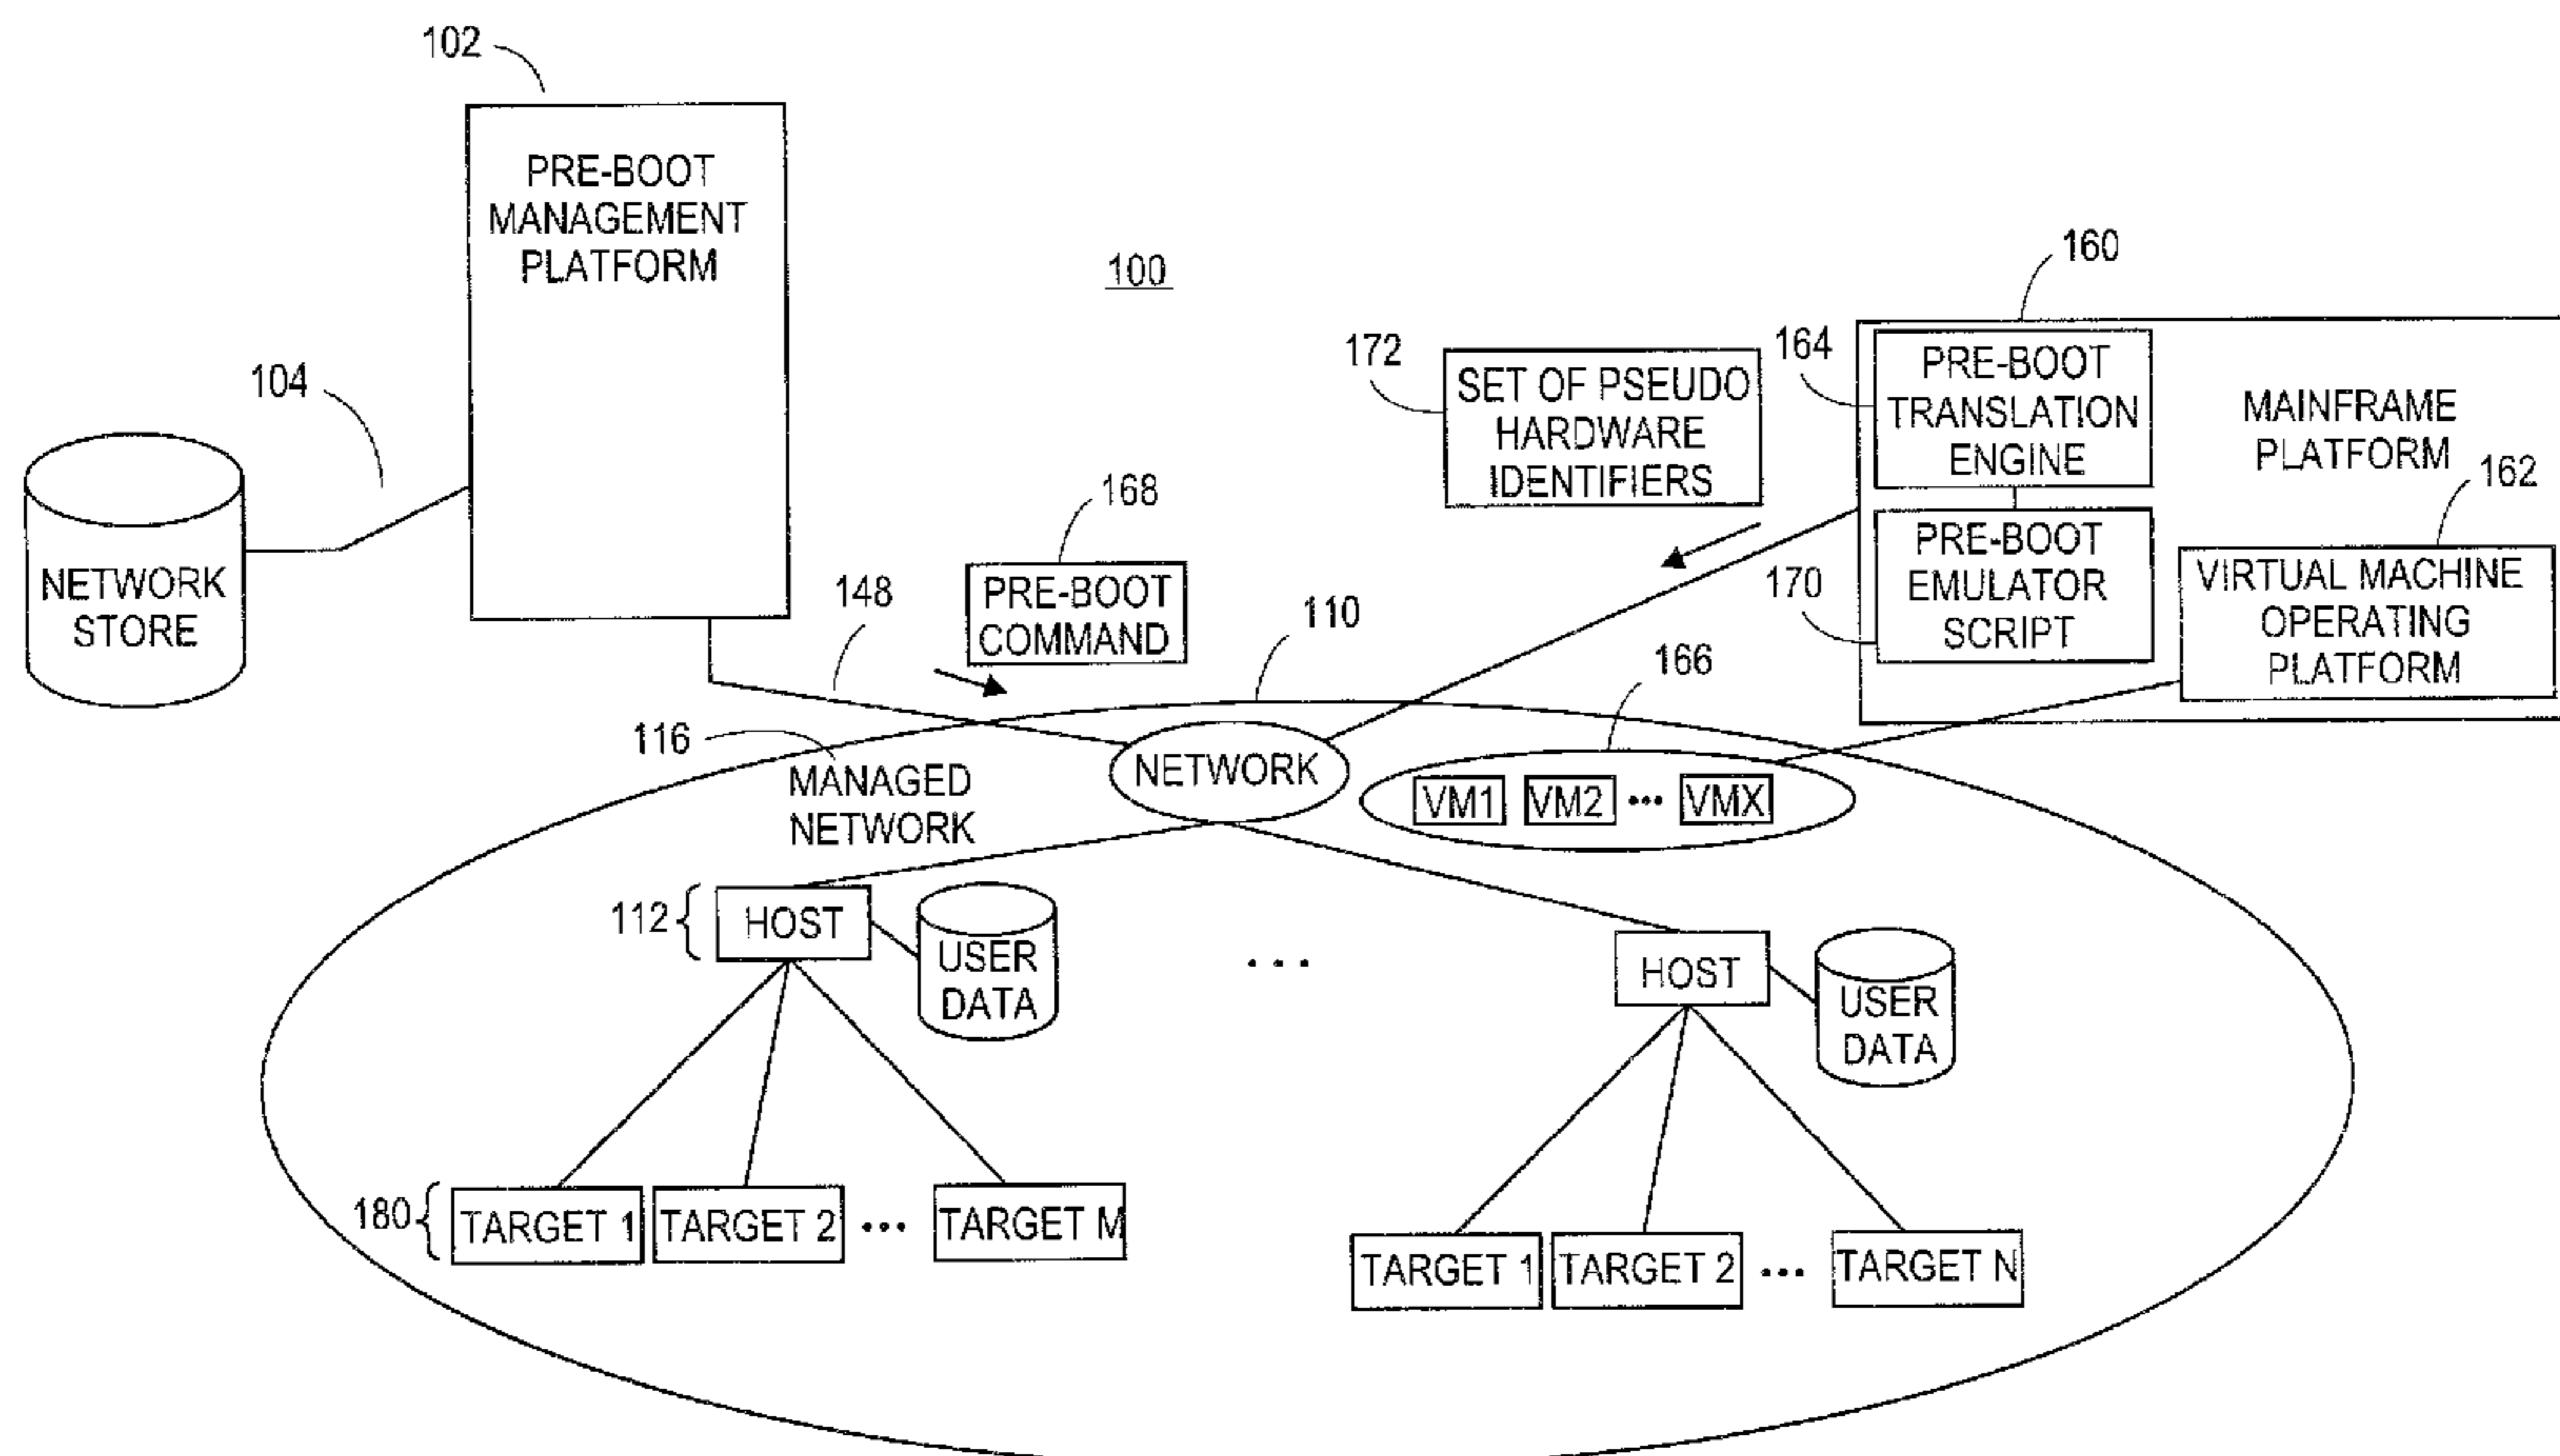 102
PRE-BOOT
MANAGEMENT
PLATFORM
100
160
104
172
SET OF PSEUDO
HARDWARE
IDENTIFIERS
164
PRE-BOOT
TRANSLATION
ENGINE
MAINFRAME
PLATFORM
162
NETWORK
STORE
168
PRE-BOOT
COMMAND
148
110
170
PRE-BOOT
EMULATOR
SCRIPT
VIRTUAL MACHINE
OPERATING
PLATFORM
166
116
MANAGED
NETWORK
NETWORK
VM1 VM2 ... VMX
112
HOST
USER
DATA
...
HOST
USER
DATA
180
TARGET 1 TARGET 2 ... TARGET M
TARGET 1 TARGET 2 ... TARGET N